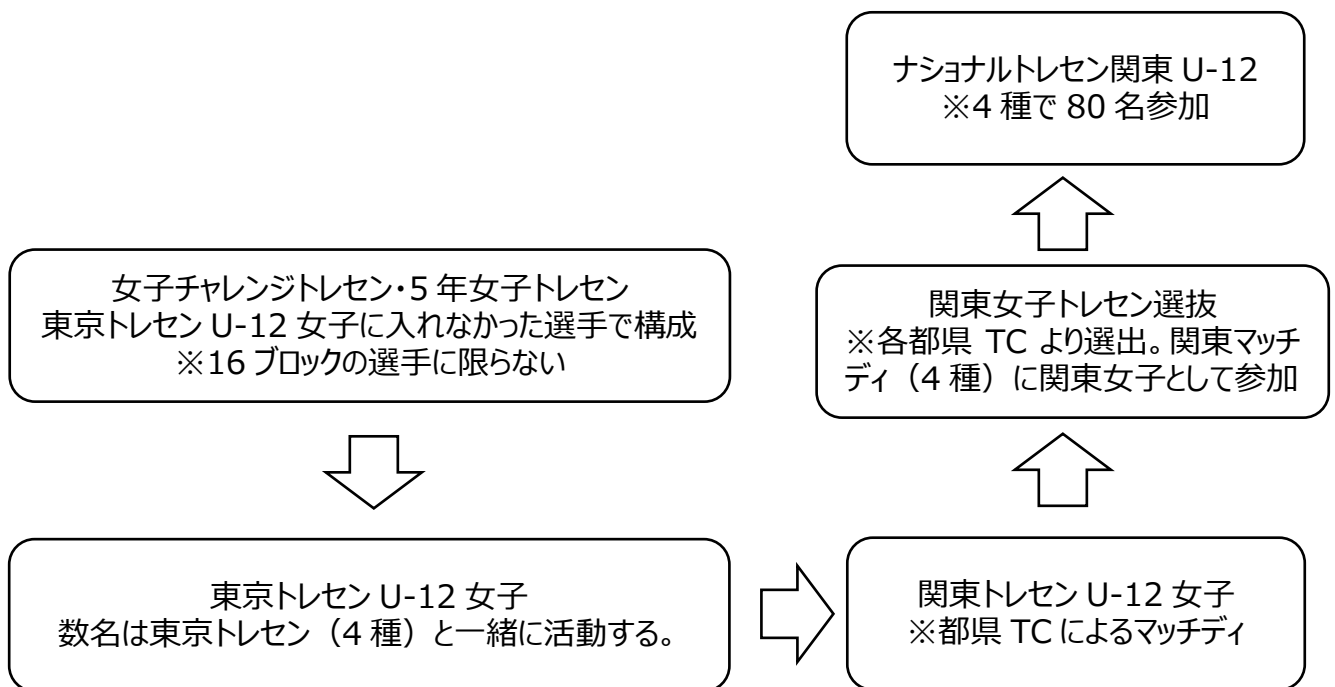 ナショナルトレセン関東 U-12
※4 種で 80 名参加
女子チャレンジトレセン・5 年女子トレセン
東京トレセン U-12 女子に入れなかった選手で構成
※16 ブロックの選手に限らない
関東女子トレセン選抜
※各都県 TC より選出。関東マッチ
ディ（4 種）に関東女子として参加
東京トレセン U-12 女子
数名は東京トレセン（4 種）と一緒に活動する。
関東トレセン U-12 女子
※都県 TC によるマッチディ